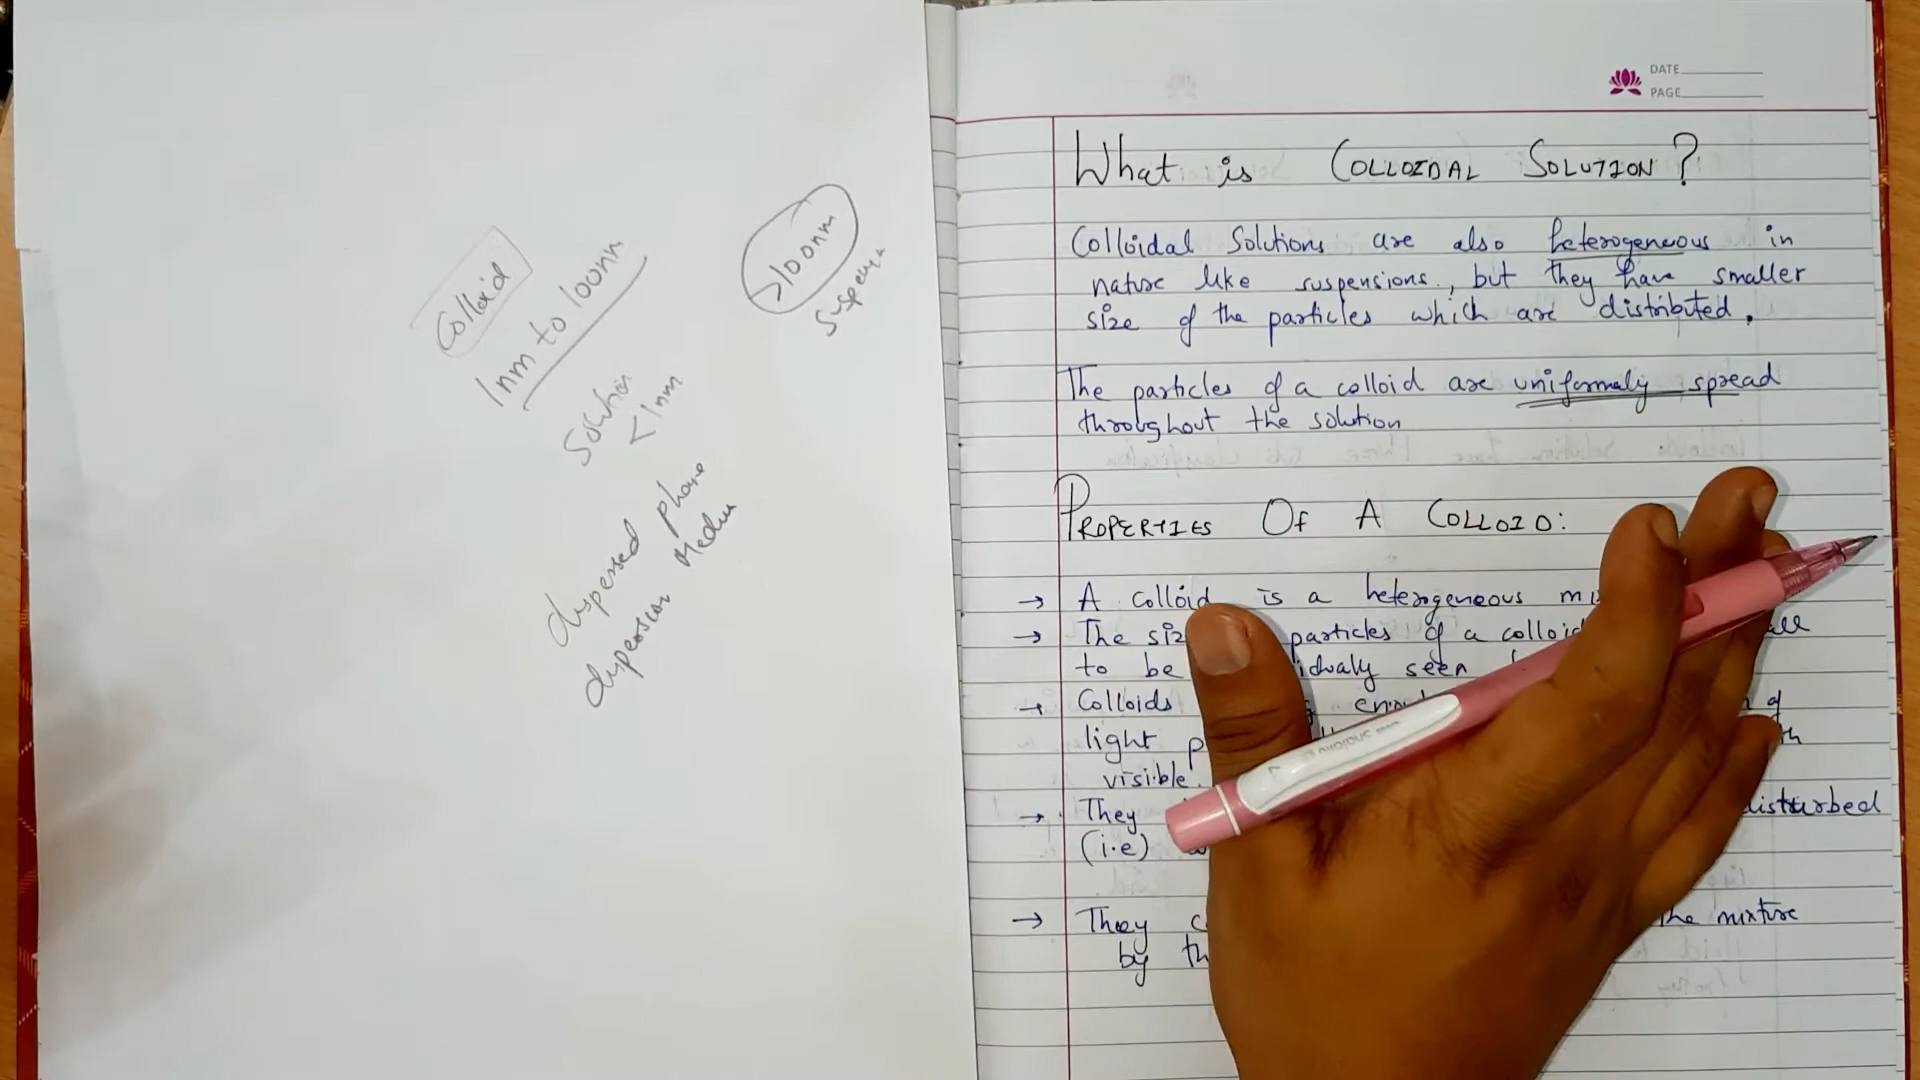 Colloid
1nm to 100nm
>100nm
Solution
<1nm
dispersed phase
DATE
PAGE
What is COLLOIDAL SOLUTION?
Colloidal Solutions are also heterogeneous in
nature like suspensions, but they have smaller
size of the particles which are distributed.
The particles of a colloid are uniformaly spread
throughout the solution
PROPERTIES OF A COLLOID:
→ A colloid is a heterogeneous
→ The particles of a colloid
to be seen
→ Colloids of
light
visible.
→ They disturbed
(i.e)
→ They the mixture
by